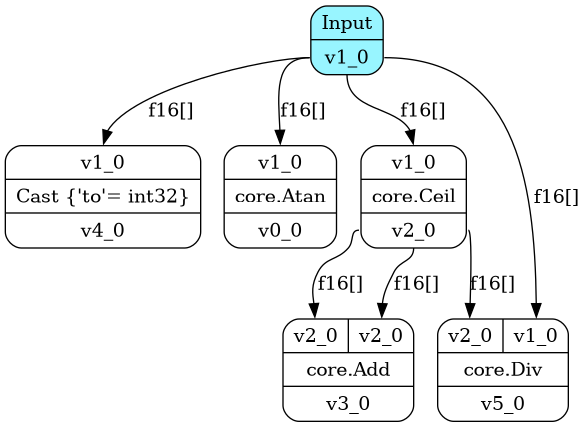 Input
v1_0
f16[]
f16[]
f16[]
f16[]
v1_0
Cast {'to'= int32}
v4_0
v1_0
core.Atan
v0_0
v1_0
core.Ceil
v2_0
f16[]
f16[]
f16[]
v2_0 v2_0
core.Add
v3_0
v2_0 v1_0
core.Div
v5_0